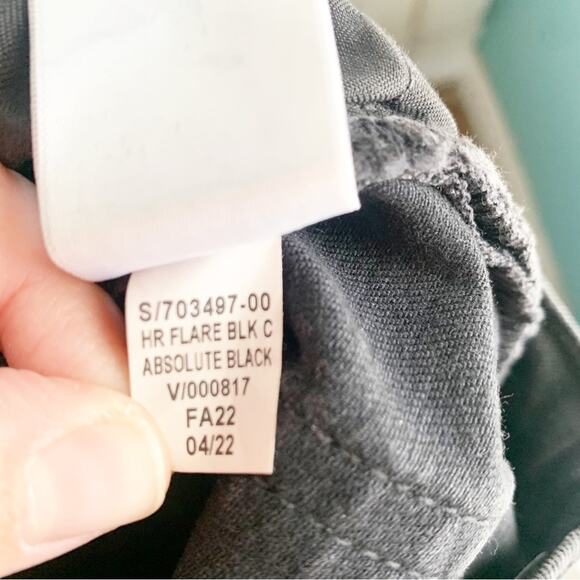 S/703497-00
HR FLARE BLK C
ABSOLUTE BLACK
V/000817
FA22
04/22